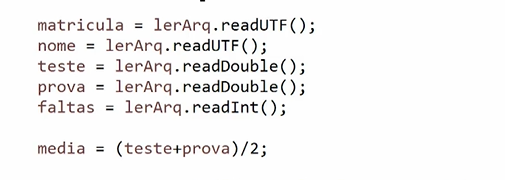 matricula = lerArq.readUTF();
nome = lerArq.readUTF();
teste = lerArq.readDouble();
prova = lerArq.readDouble();
faltas = lerArq.readInt();
media = (teste+prova)/2;